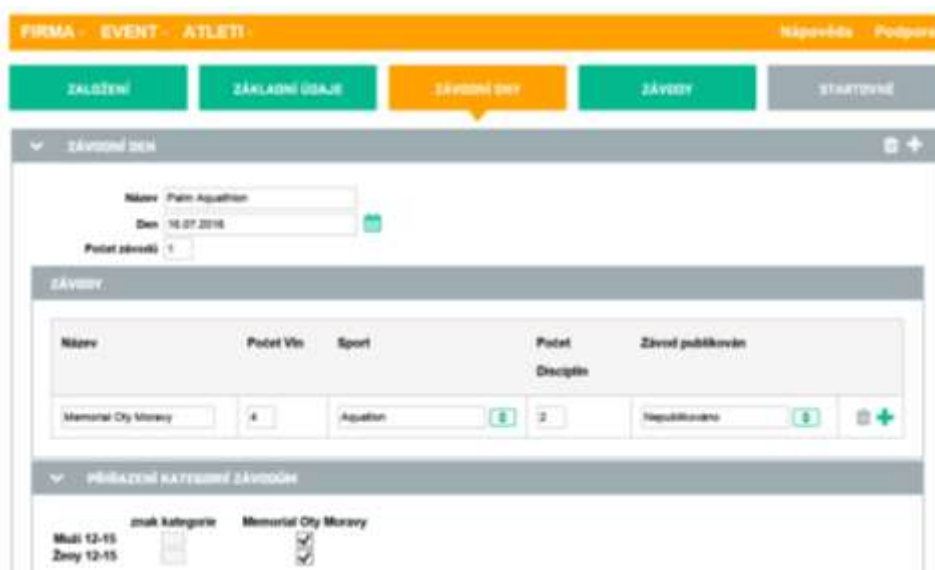 FIRMA EVENT ATLETI Nápověda Podpora
ZALOŽENÍ ZÁKLADNÍ ÚDAJE ZÁVODNÍ DNY ZÁVODY STARTOVNÉ
ZÁVODNÍ DEN
Název Palm Aquathlon
Den 16.07.2016
Počet závodů 1
ZÁVODY
Název Počet Vln Sport Počet Disciplín Závod publikován
Memorial Oty Moravy 4 Aquatlon 2 Nepublikováno
PŘIŘAZENÍ KATEGORIÍ ZÁVODŮM
znak kategorie Memorial Oty Moravy
Muži 12-15
Ženy 12-15